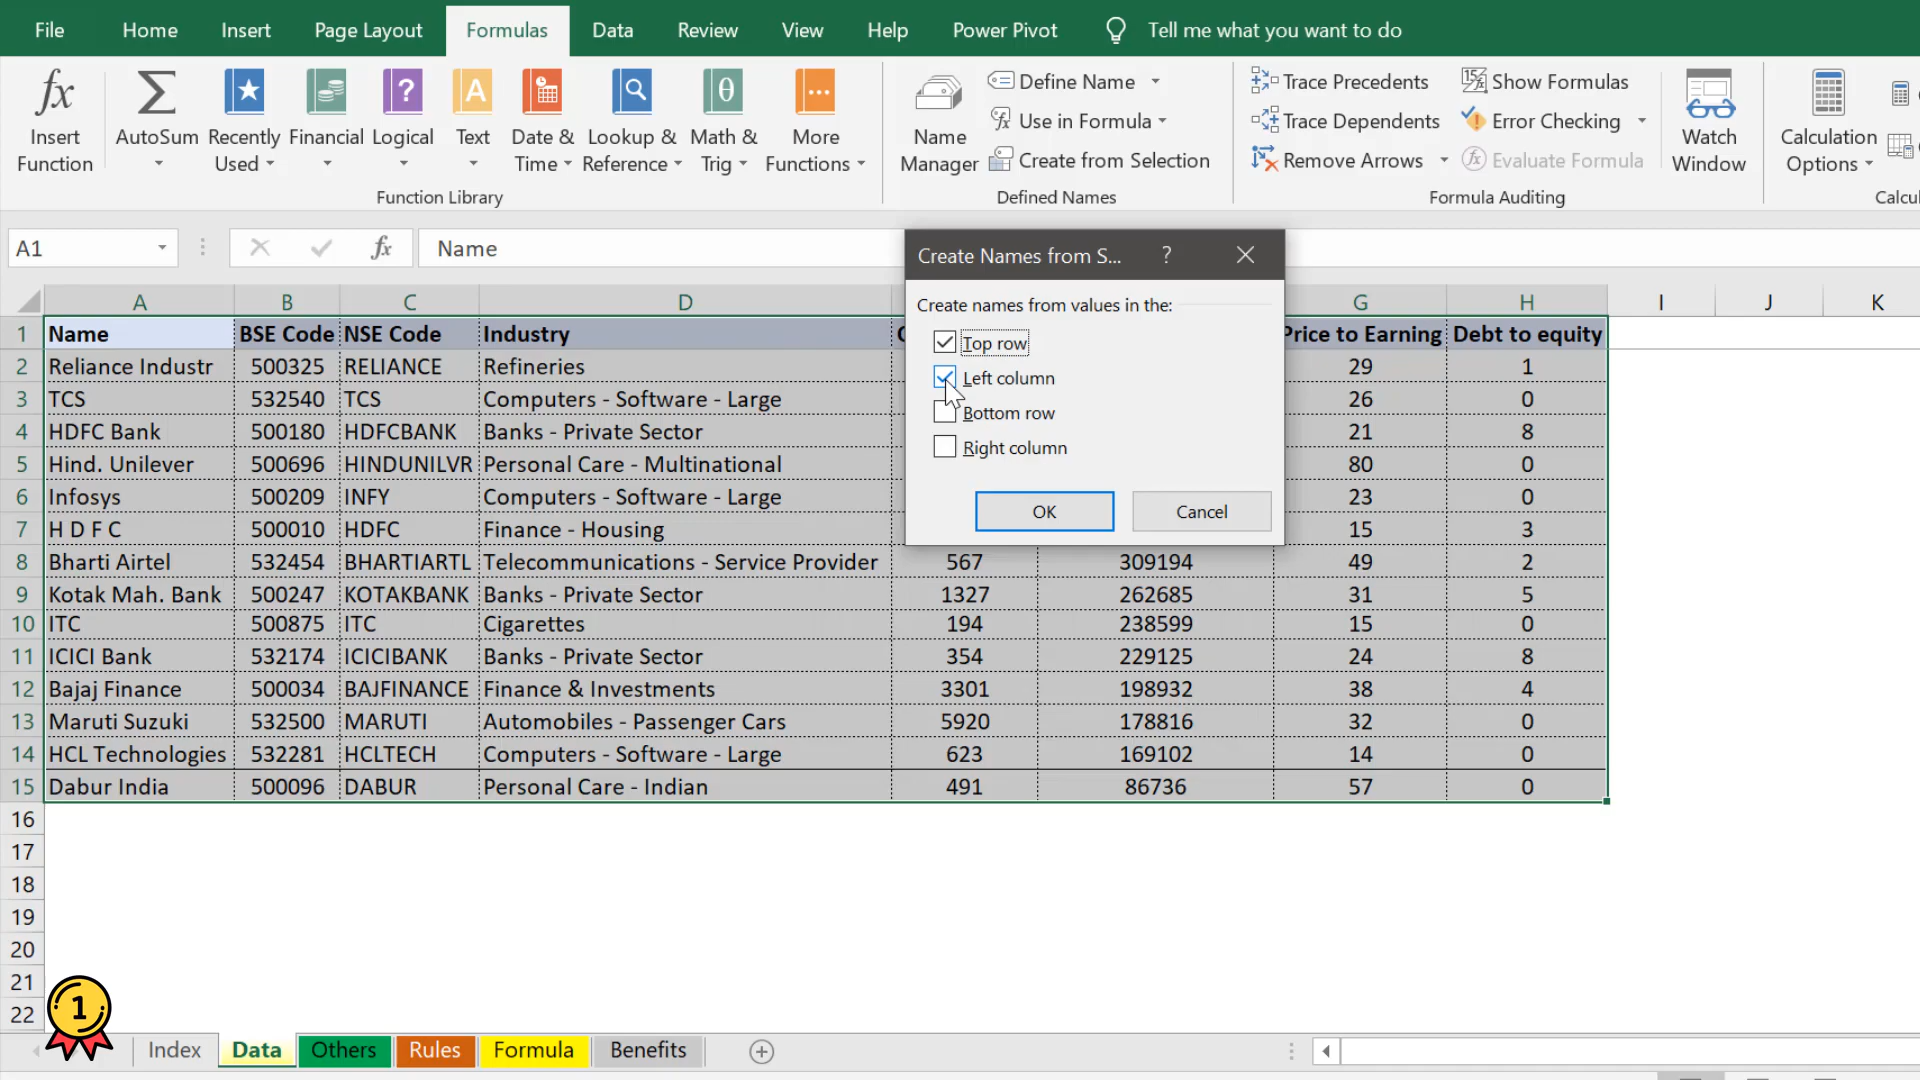 File Home Insert Page Layout Formulas Data Review View Help Power Pivot Tell me what you want to do
fx Insert Function
AutoSum
Recently Used
Financial
Logical
Text
Date & Time
Lookup & Reference
Math & Trig
More Functions
Function Library
Name Manager
Define Name
Use in Formula
Create from Selection
Defined Names
Trace Precedents
Trace Dependents
Remove Arrows
Show Formulas
Error Checking
Evaluate Formula
Formula Auditing
Watch Window
Calculation Options
A1 fx Name
Create Names from S... ?
Create names from values in the:
Top row
Left column
Bottom row
Right column
OK Cancel
A B C D G H I J K
1 Name BSE Code NSE Code Industry Price to Earning Debt to equity
2 Reliance Industr 500325 RELIANCE Refineries 29 1
3 TCS 532540 TCS Computers - Software - Large 26 0
4 HDFC Bank 500180 HDFCBANK Banks - Private Sector 21 8
5 Hind. Unilever 500696 HINDUNILVR Personal Care - Multinational 80 0
6 Infosys 500209 INFY Computers - Software - Large 23 0
7 H D F C 500010 HDFC Finance - Housing 15 3
8 Bharti Airtel 532454 BHARTIARTL Telecommunications - Service Provider 567 309194 49 2
9 Kotak Mah. Bank 500247 KOTAKBANK Banks - Private Sector 1327 262685 31 5
10 ITC 500875 ITC Cigarettes 194 238599 15 0
11 ICICI Bank 532174 ICICIBANK Banks - Private Sector 354 229125 24 8
12 Bajaj Finance 500034 BAJFINANCE Finance & Investments 3301 198932 38 4
13 Maruti Suzuki 532500 MARUTI Automobiles - Passenger Cars 5920 178816 32 0
14 HCL Technologies 532281 HCLTECH Computers - Software - Large 623 169102 14 0
15 Dabur India 500096 DABUR Personal Care - Indian 491 86736 57 0
16
17
18
19
20
21
22
1
Index Data Others Rules Formula Benefits